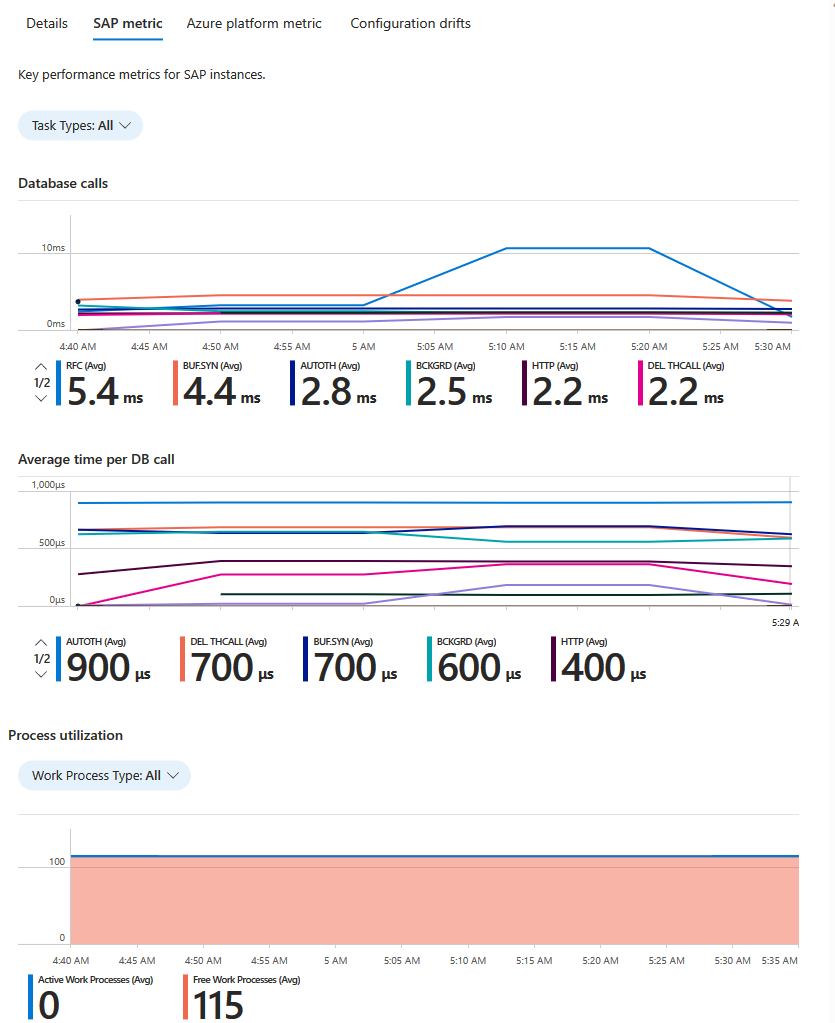 Details SAP metric Azure platform metric Configuration drifts
Key performance metrics for SAP instances.
Task Types: All
Database calls
10ms
0ms
4:40 AM 4:45 AM 4:50 AM 4:55 AM 5 AM 5:05 AM 5:10 AM 5:15 AM 5:20 AM 5:25 AM 5:30 AM
1/2
RFC (Avg) BUF.SYN (Avg) AUTOTH (Avg) BCKGRD (Avg) HTTP (Avg) DEL. THCALL (Avg)
5.4 ms 4.4 ms 2.8 ms 2.5 ms 2.2 ms 2.2 ms
Average time per DB call
1,000µs
500µs
0µs
5:29 A
1/2
AUTOTH (Avg) DEL. THCALL (Avg) BUF.SYN (Avg) BCKGRD (Avg) HTTP (Avg)
900 µs 700 µs 700 µs 600 µs 400 µs
Process utilization
Work Process Type: All
100
0
4:40 AM 4:45 AM 4:50 AM 4:55 AM 5 AM 5:05 AM 5:10 AM 5:15 AM 5:20 AM 5:25 AM 5:30 AM 5:35 AM
Active Work Processes (Avg) Free Work Processes (Avg)
0 115